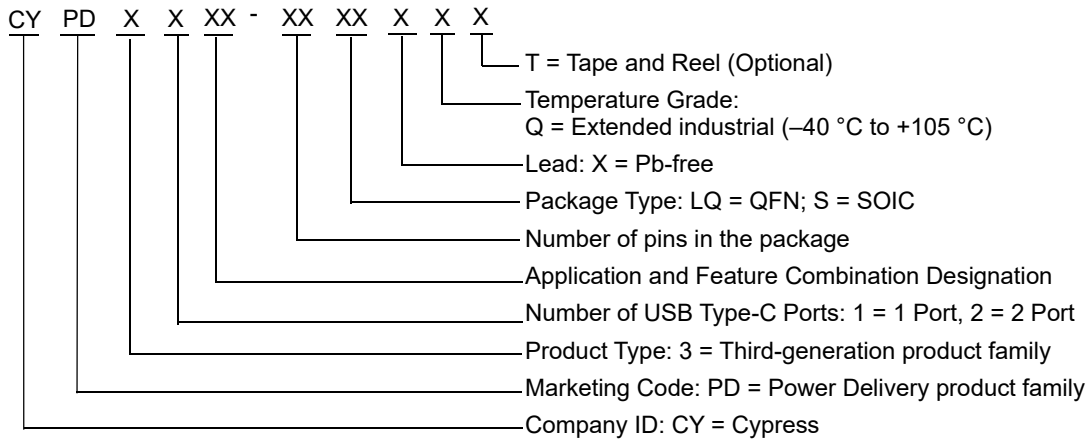 CY PD X X XX - XX XX X X X
T = Tape and Reel (Optional)
Temperature Grade:
Q = Extended industrial (–40 °C to +105 °C)
Lead: X = Pb-free
Package Type: LQ = QFN; S = SOIC
Number of pins in the package
Application and Feature Combination Designation
Number of USB Type-C Ports: 1 = 1 Port, 2 = 2 Port
Product Type: 3 = Third-generation product family
Marketing Code: PD = Power Delivery product family
Company ID: CY = Cypress